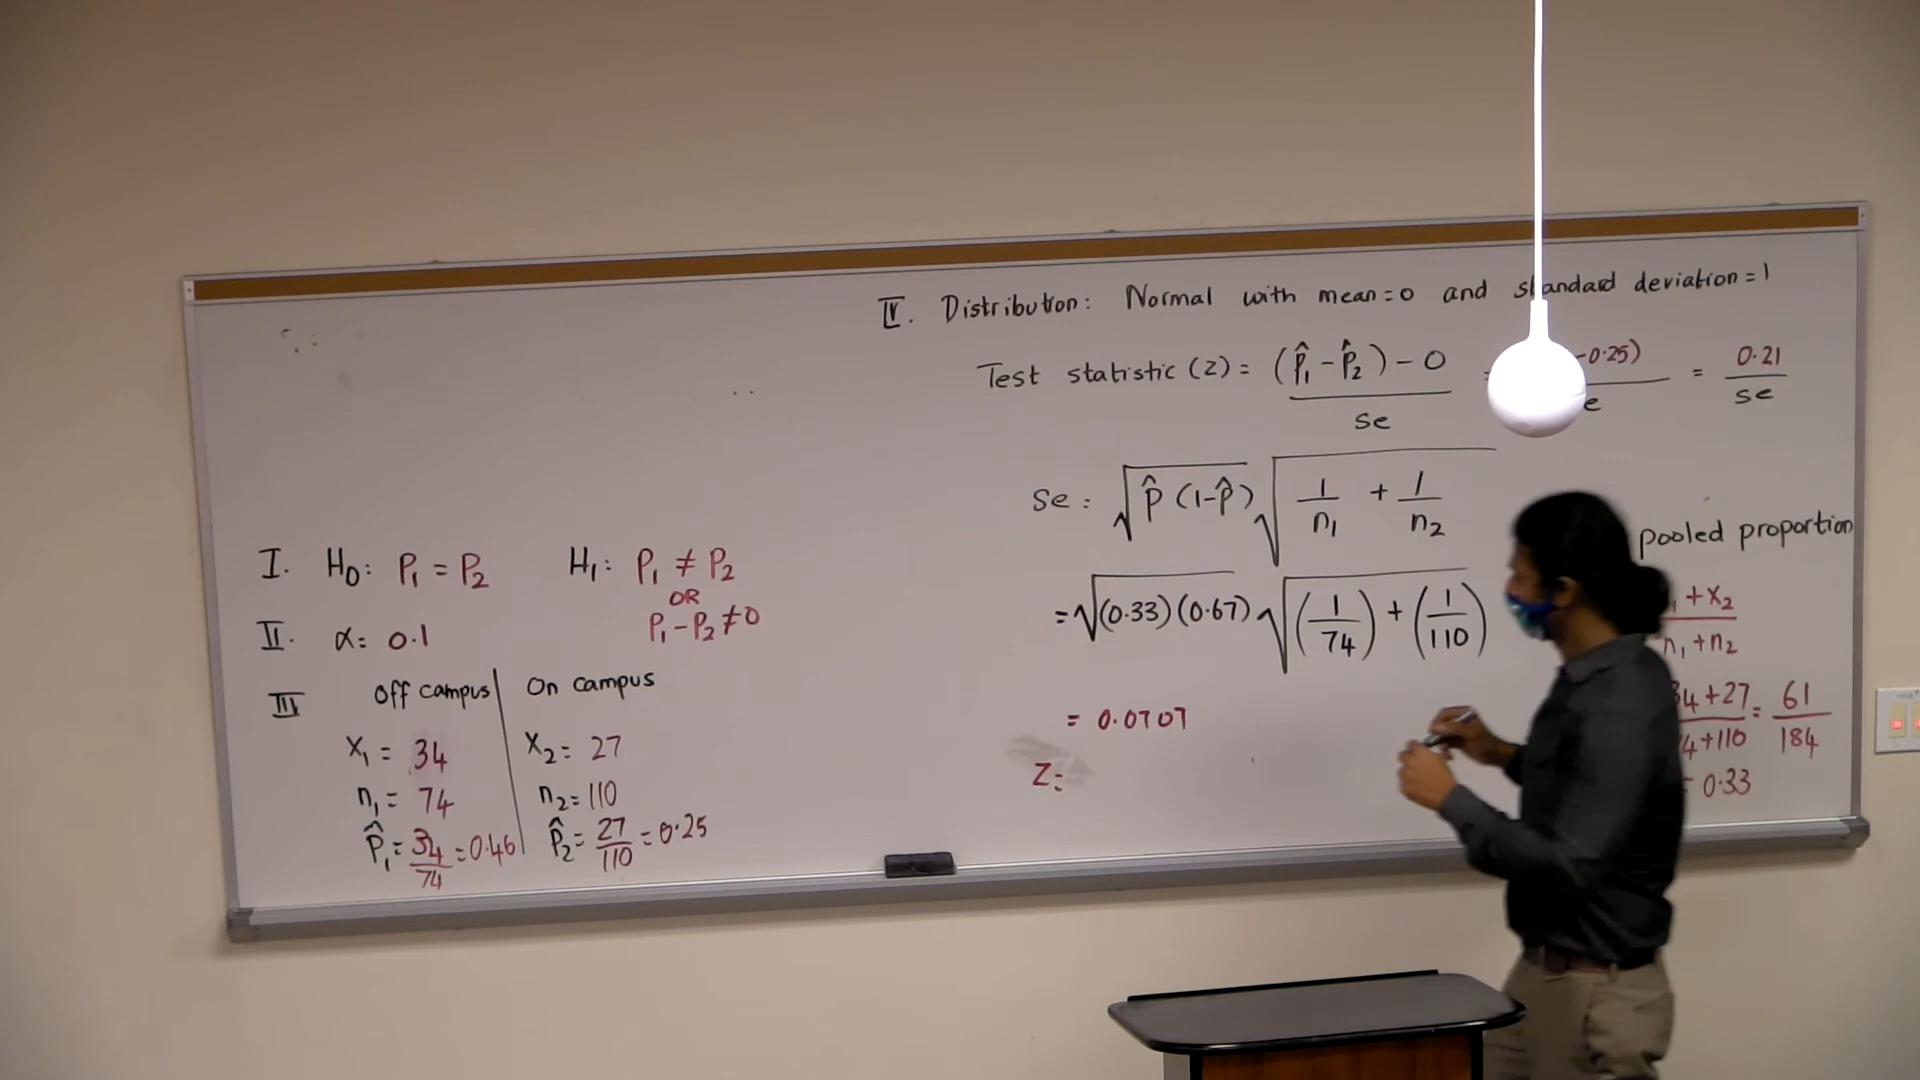 I. H₀: P₁ = P₂ H₁: P₁ ≠ P₂
OR
P₁ - P₂ ≠ 0
II. α: 0.1
III Off campus On campus
X₁ = 34 X₂ = 27
n₁ = 74 n₂ = 110
P̂₁ = 34/74 = 0.46 P̂₂ = 27/110 = 0.25
IV. Distribution: Normal with mean = 0 and standard deviation = 1
Test statistic (Z) = (P̂₁ - P̂₂) - 0 / se -0.25) / e = 0.21 / se
Se: √P̂ (1-P̂) √1/n₁ + 1/n₂
= √(0.33)(0.67) √(1/74) + (1/110)
= 0.0707
Z:
pooled proportion
+ X₂ / n₁ + n₂
4 + 27 / 4 + 110 = 61 / 184
0.33